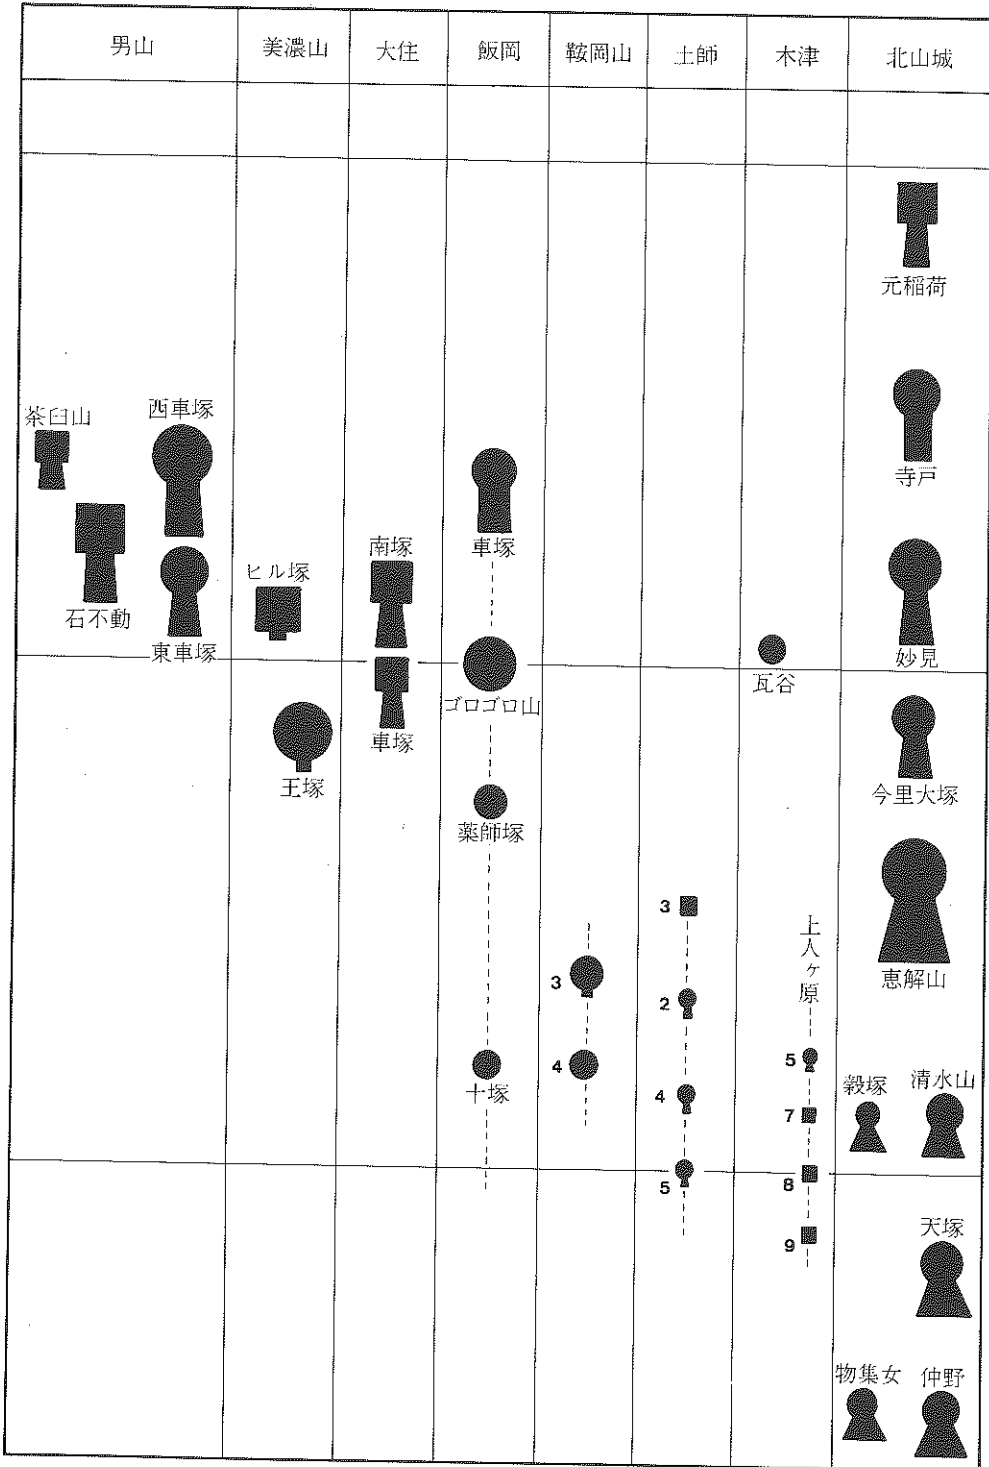 男山
美濃山
大住
飯岡
鞍岡山
土師
木津
北山城
元稲荷
寺戸
茶臼山
西車塚
石不動
東車塚
ヒル塚
南塚
車塚
妙見
瓦谷
ゴロゴロ山
車塚
王塚
今里大塚
薬師塚
恵解山
3
上人ヶ原
3
2
4
十塚
4
5
穀塚
清水山
7
5
8
9
天塚
物集女
仲野